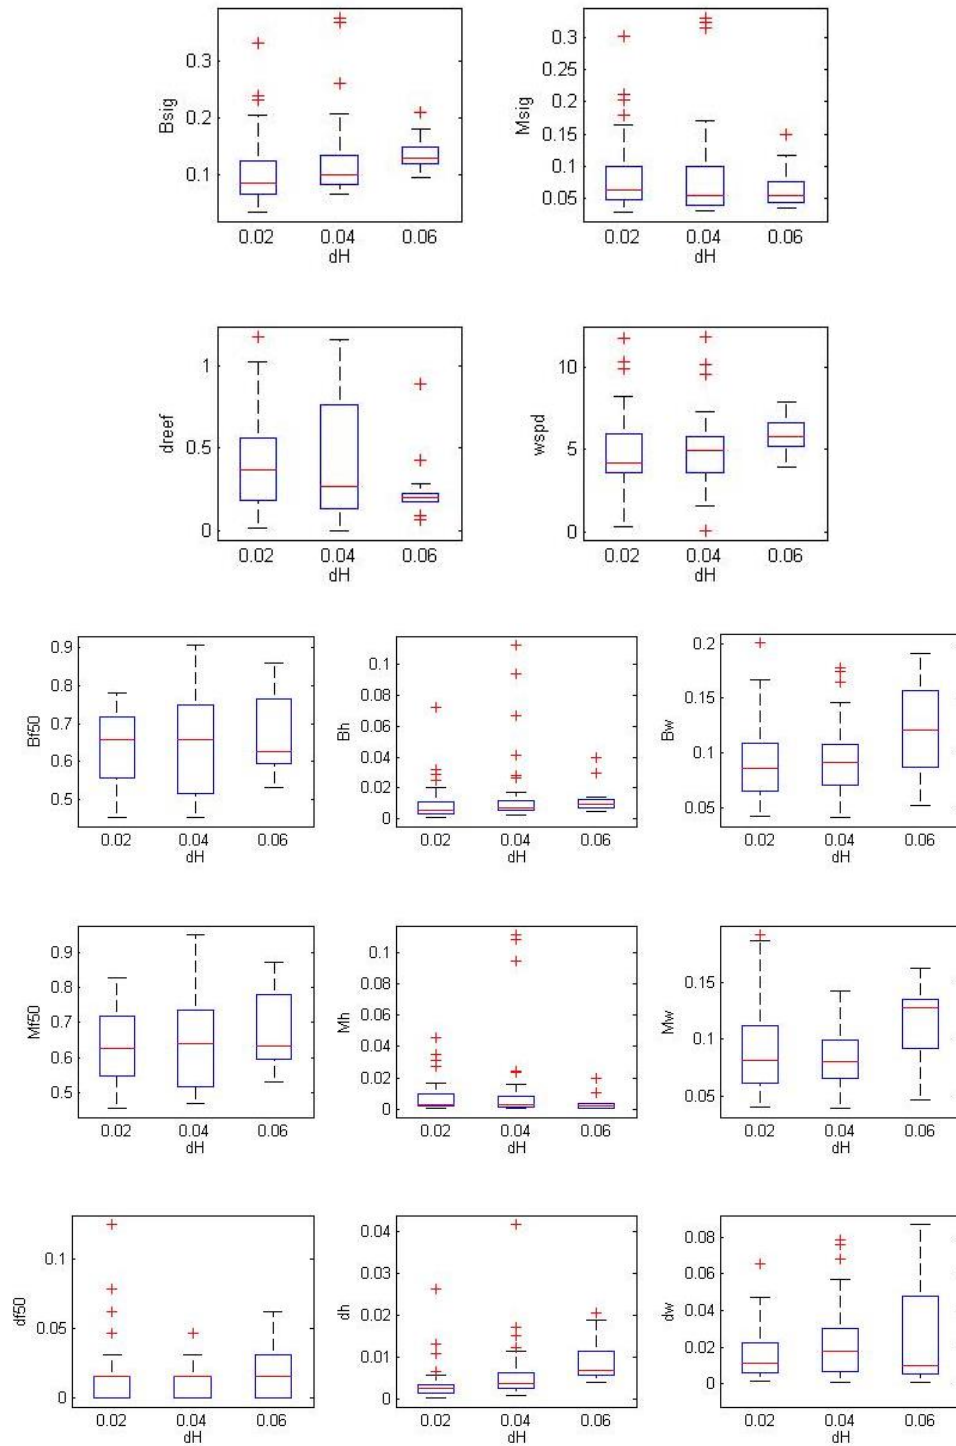 Bsig
0.3
0.2
0.1
0.02 0.04 0.06
dH
Msig
0.3
0.25
0.2
0.15
0.1
0.05
0.02 0.04 0.06
dH
dreef
1
0.5
0
0.02 0.04 0.06
dH
wspd
10
5
0
0.02 0.04 0.06
dH
Bf50
0.9
0.8
0.7
0.6
0.5
0.02 0.04 0.06
dH
Bh
0.1
0.08
0.06
0.04
0.02
0
0.02 0.04 0.06
dH
Bw
0.2
0.15
0.1
0.05
0.02 0.04 0.06
dH
Mf50
0.9
0.8
0.7
0.6
0.5
0.02 0.04 0.06
dH
Mh
0.1
0.08
0.06
0.04
0.02
0
0.02 0.04 0.06
dH
Mw
0.15
0.1
0.05
0.02 0.04 0.06
dH
df50
0.1
0.05
0
0.02 0.04 0.06
dH
dh
0.04
0.03
0.02
0.01
0
0.02 0.04 0.06
dH
dw
0.08
0.06
0.04
0.02
0
0.02 0.04 0.06
dH